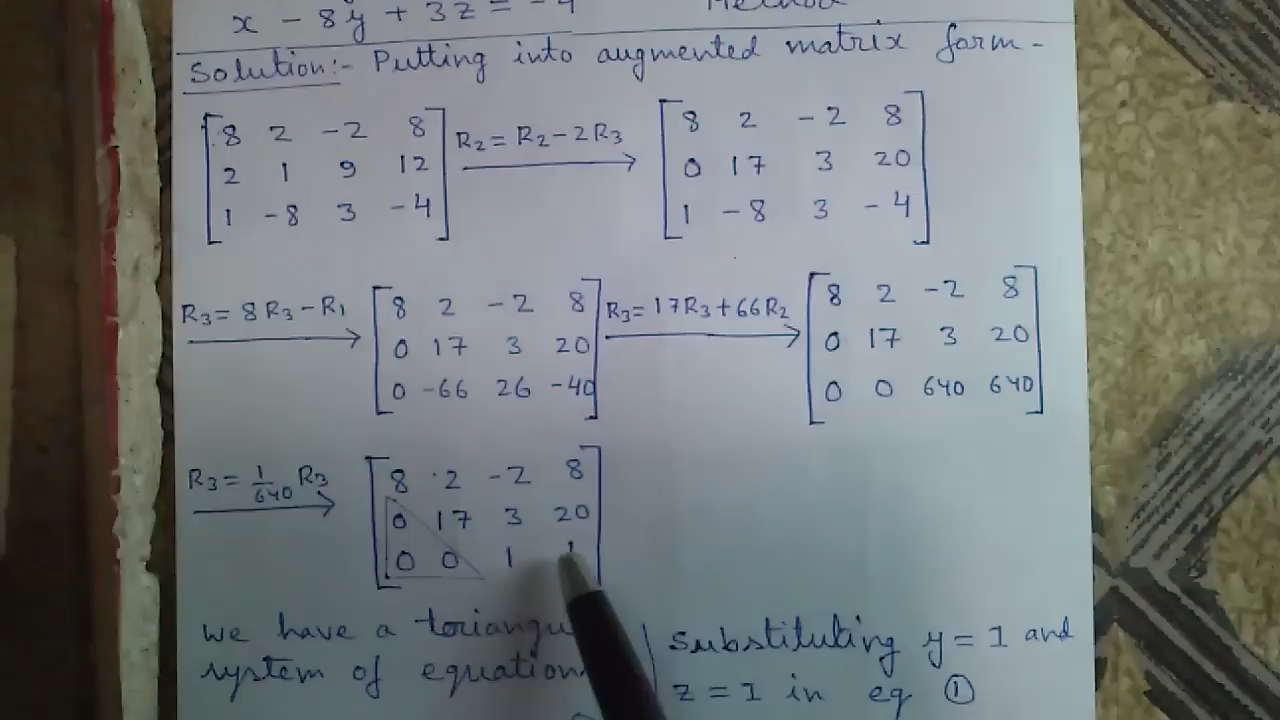 x - 8y + 3z = -4
Method
Solution:- Putting into augmented matrix form -
8 2 -2 8
2 1 9 12
1 -8 3 -4
R2 = R2 - 2R3
8 2 -2 8
0 17 3 20
1 -8 3 -4
R3 = 8R3 - R1
8 2 -2 8
0 17 3 20
0 -66 26 -40
R3 = 17R3 + 66R2
8 2 -2 8
0 17 3 20
0 0 640 640
R3 = 1/640 R3
8 2 -2 8
0 17 3 20
0 0 1 1
we have a triangu
system of equation
Substituting y = 1 and
z = 1 in eq ①